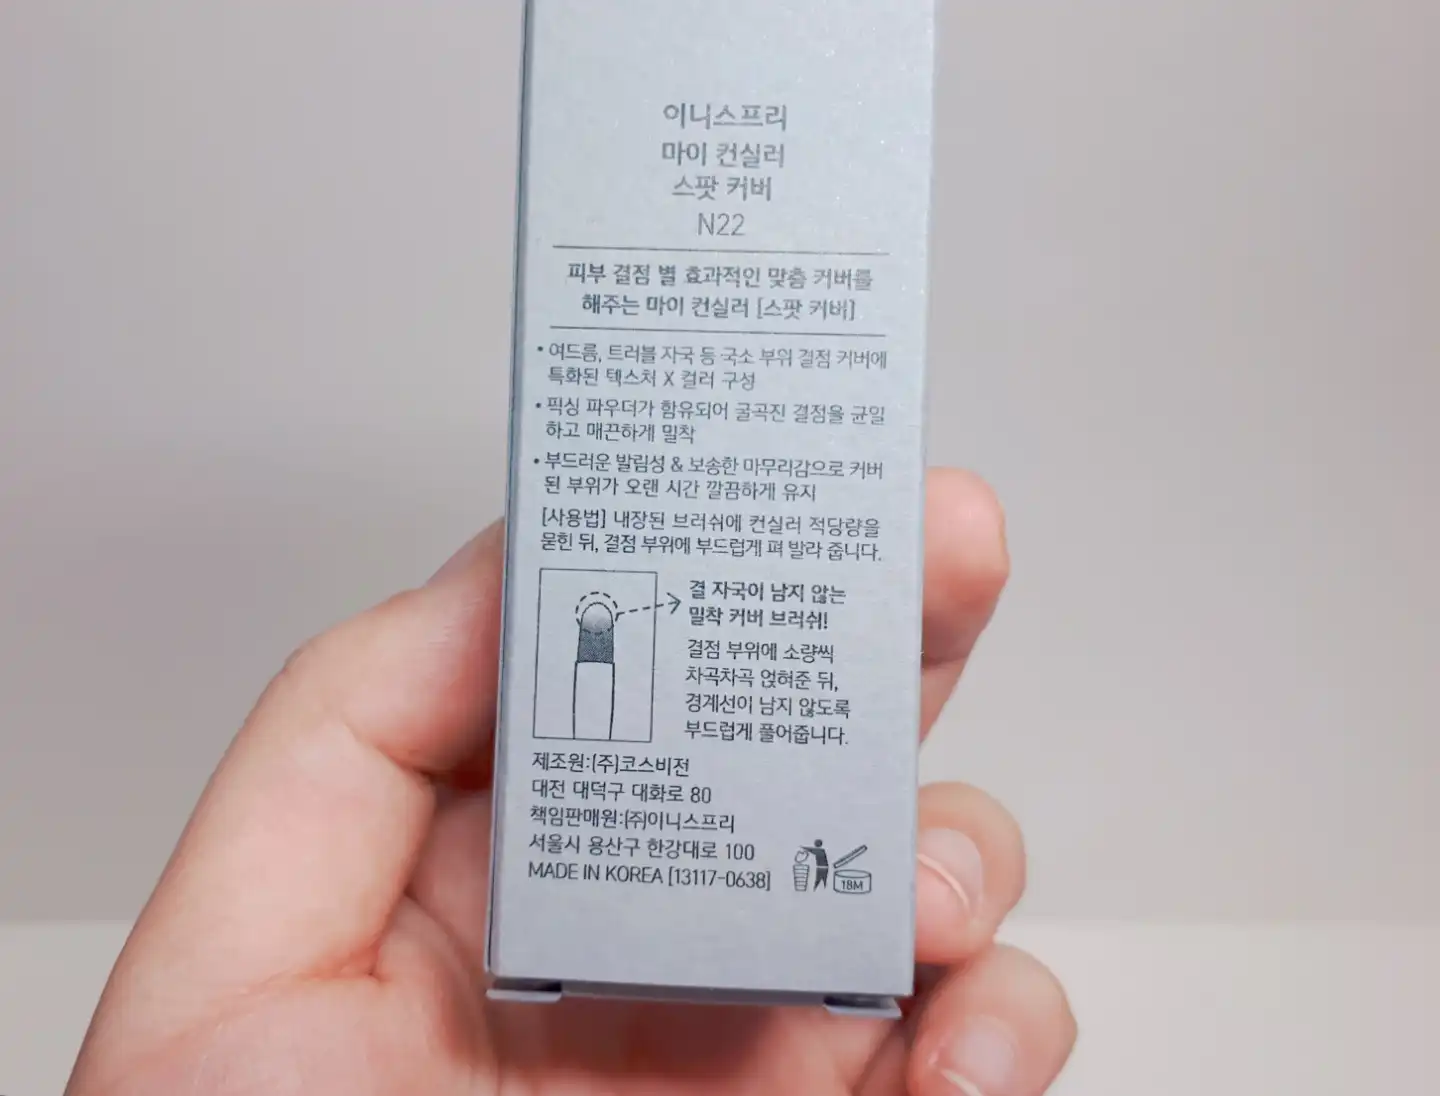 이니스프리
마이 컨실러
스팟 커버
N22
피부 결점 별 효과적인 맞춤 커버를
해주는 마이 컨실러 [스팟 커버]
• 여드름, 트러블 자국 등 국소 부위 결점 커버에
특화된 텍스처 X 컬러 구성
• 픽싱 파우더가 함유되어 굴곡진 결점을 균일
하고 매끈하게 밀착
• 부드러운 발림성 & 보송한 마무리감으로 커버
된 부위가 오랜 시간 깔끔하게 유지
[사용법] 내장된 브러쉬에 컨실러 적당량을
묻힌 뒤, 결점 부위에 부드럽게 펴 발라 줍니다.
결 자국이 남지 않는
밀착 커버 브러쉬!
결점 부위에 소량씩
차곡차곡 얹혀준 뒤,
경계선이 남지 않도록
부드럽게 풀어줍니다.
제조원:(주)코스비전
대전 대덕구 대화로 80
책임판매원:(주)이니스프리
서울시 용산구 한강대로 100
MADE IN KOREA [13117-0638]
18M